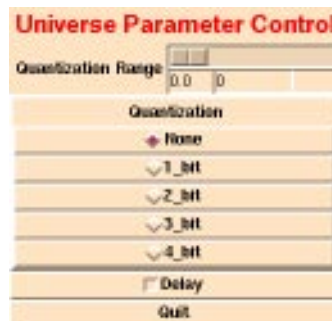 Universe Parameter Control
Quantization Range
0.0 0
Quantization
None
1_bit
2_bit
3_bit
4_bit
Delay
Quit